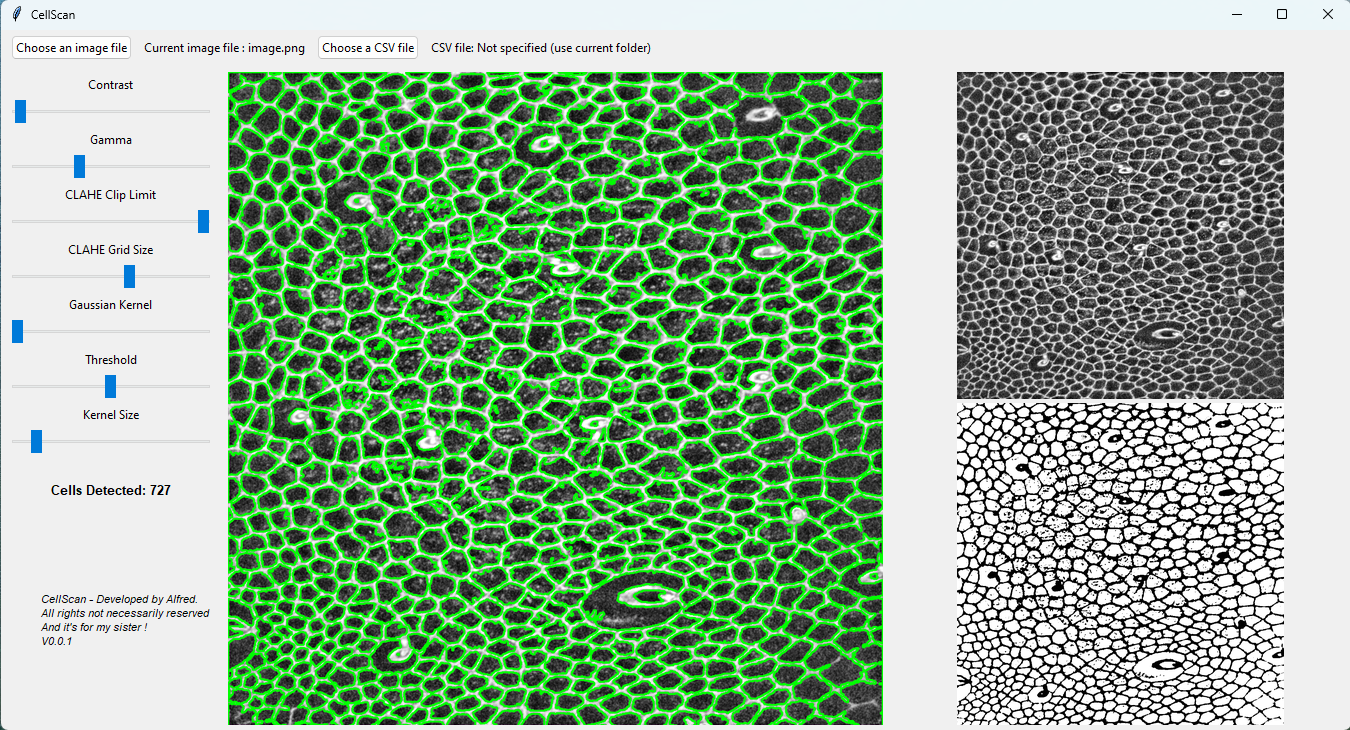 CellScan
Choose an image file
Current image file : image.png
Choose a CSV file
CSV file: Not specified (use current folder)
Contrast
Gamma
CLAHE Clip Limit
CLAHE Grid Size
Gaussian Kernel
Threshold
Kernel Size
Cells Detected: 727
CellScan - Developed by Alfred.
All rights not necessarily reserved
And it's for my sister !
V0.0.1